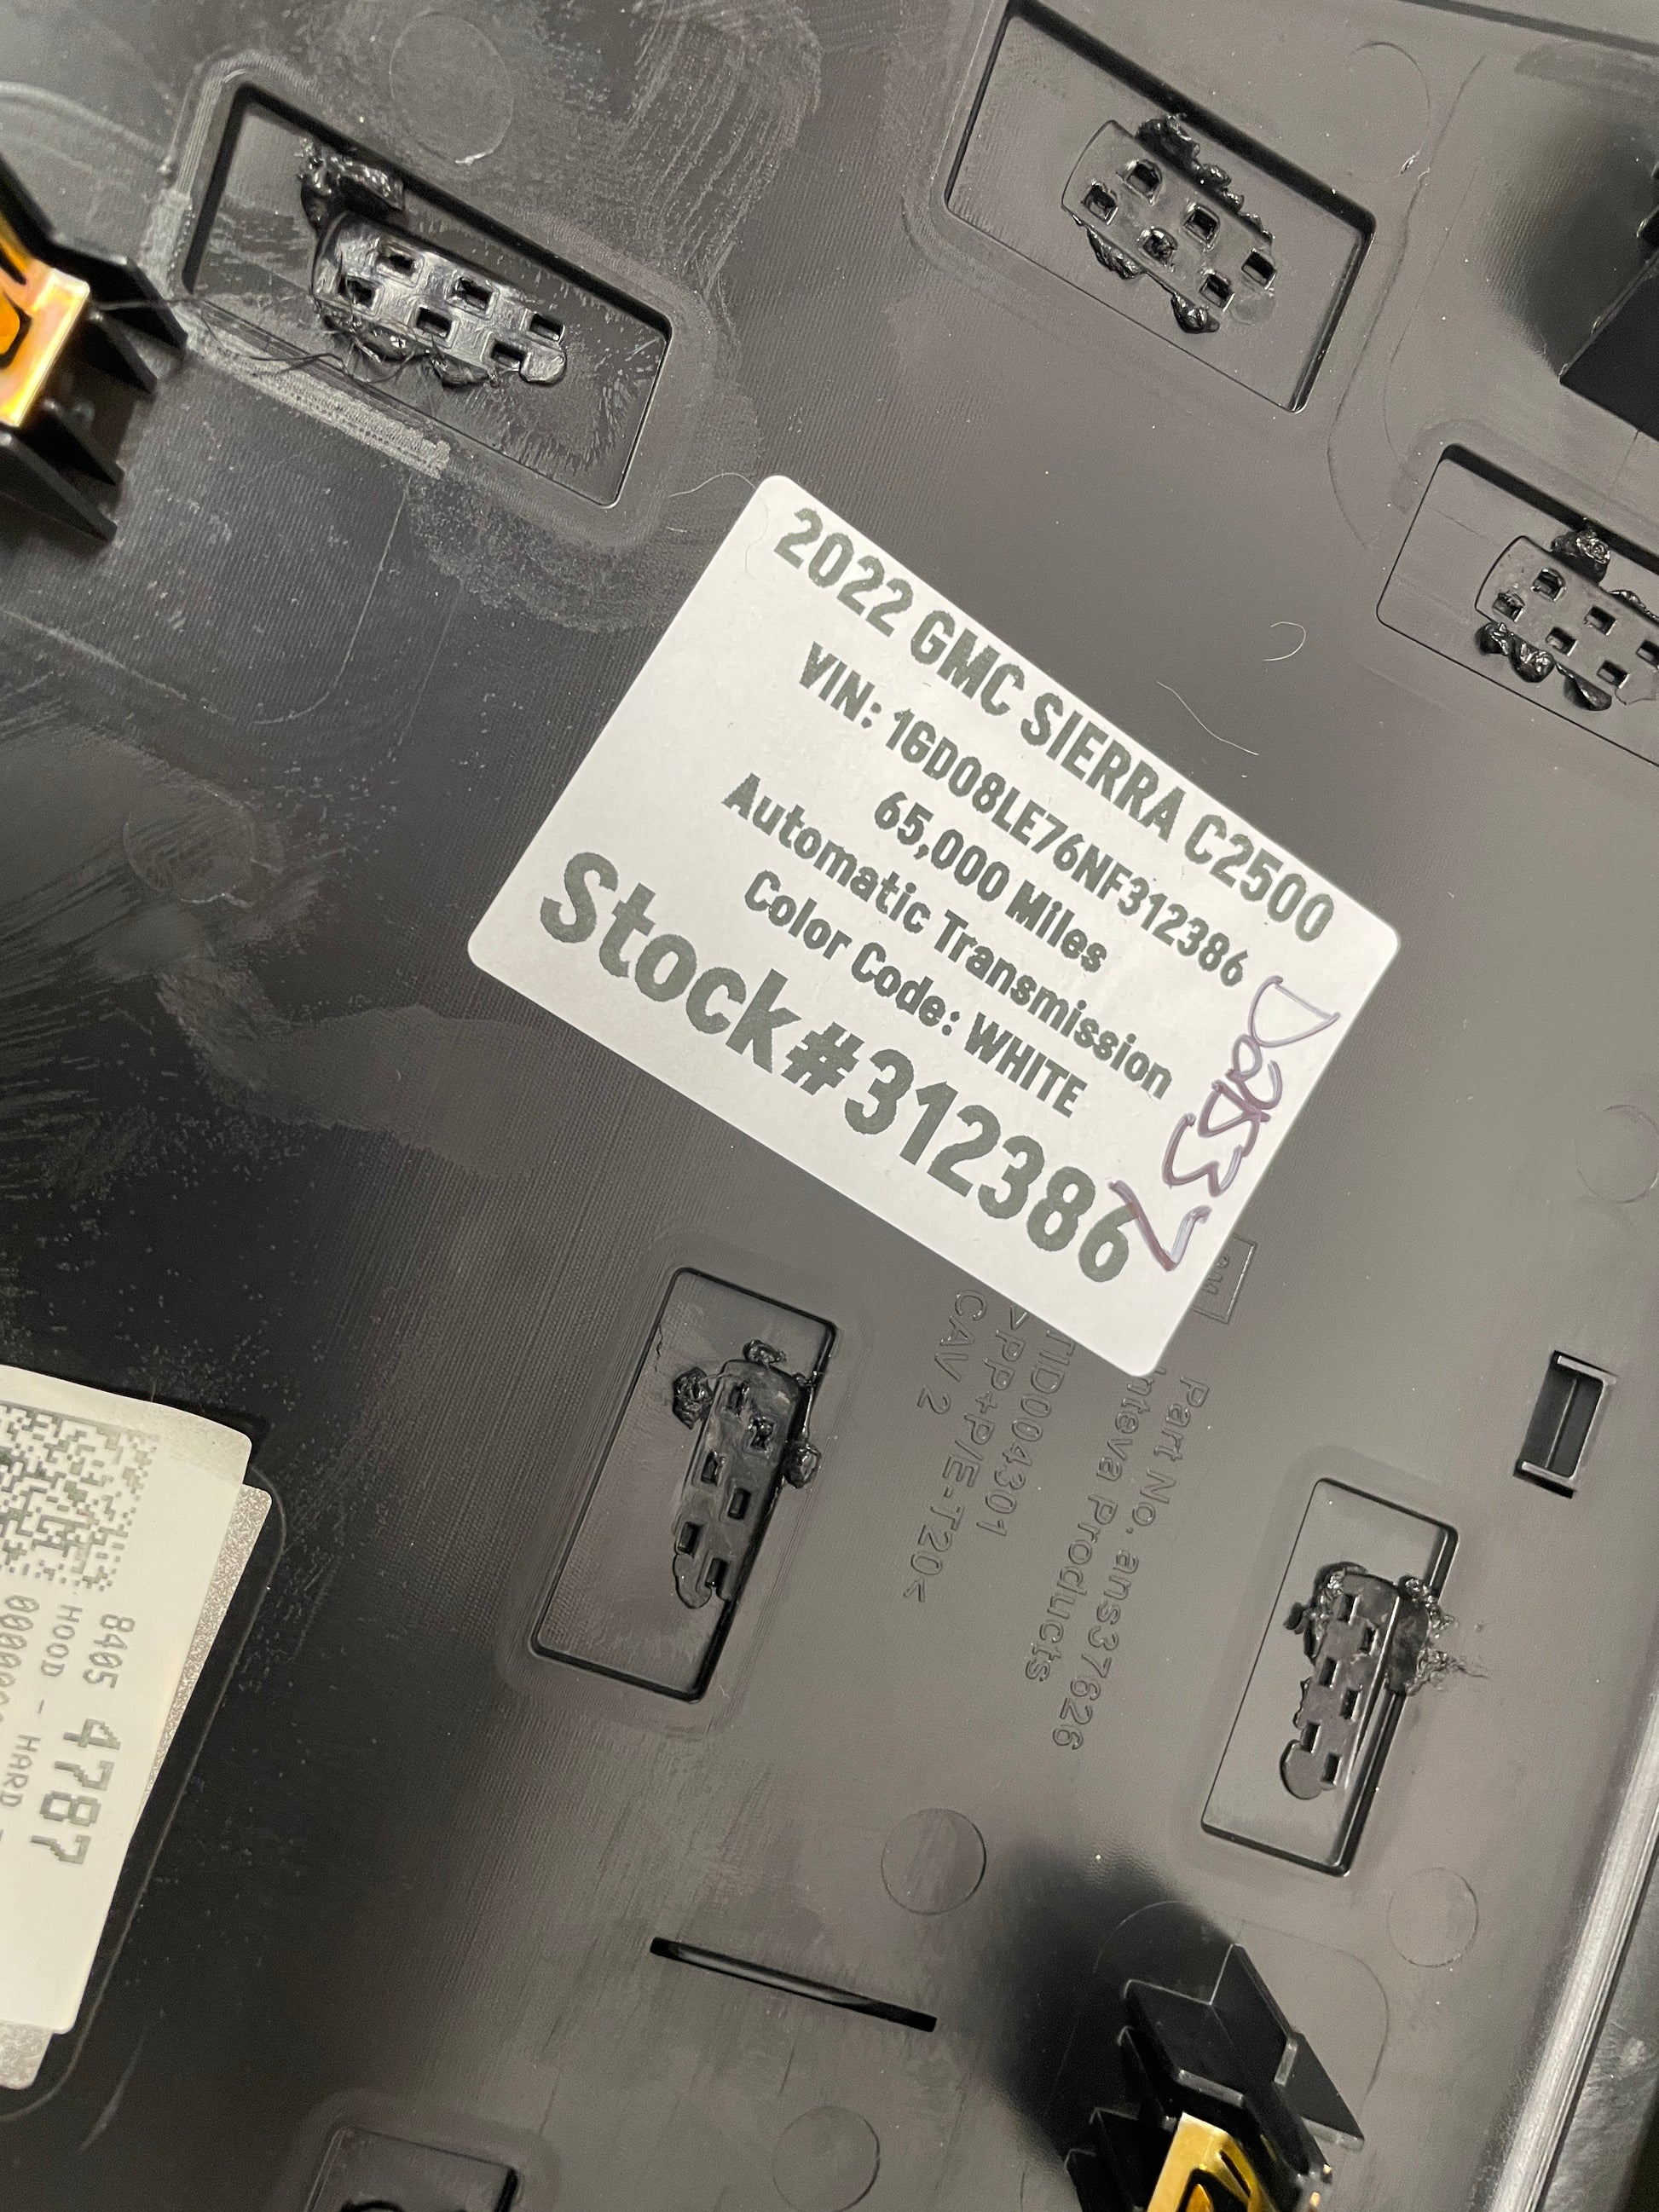 2022 GMC SIERRA C2500
VIN: 1GD08LE76NF312386
65,000 Miles
Automatic Transmission
Color Code: WHITE
Stock#312386
Part No. ans37626
Inteva Products
TID004301
>PP+P/E-T20<
CAV 2
8405 4787
HOOD - HARD